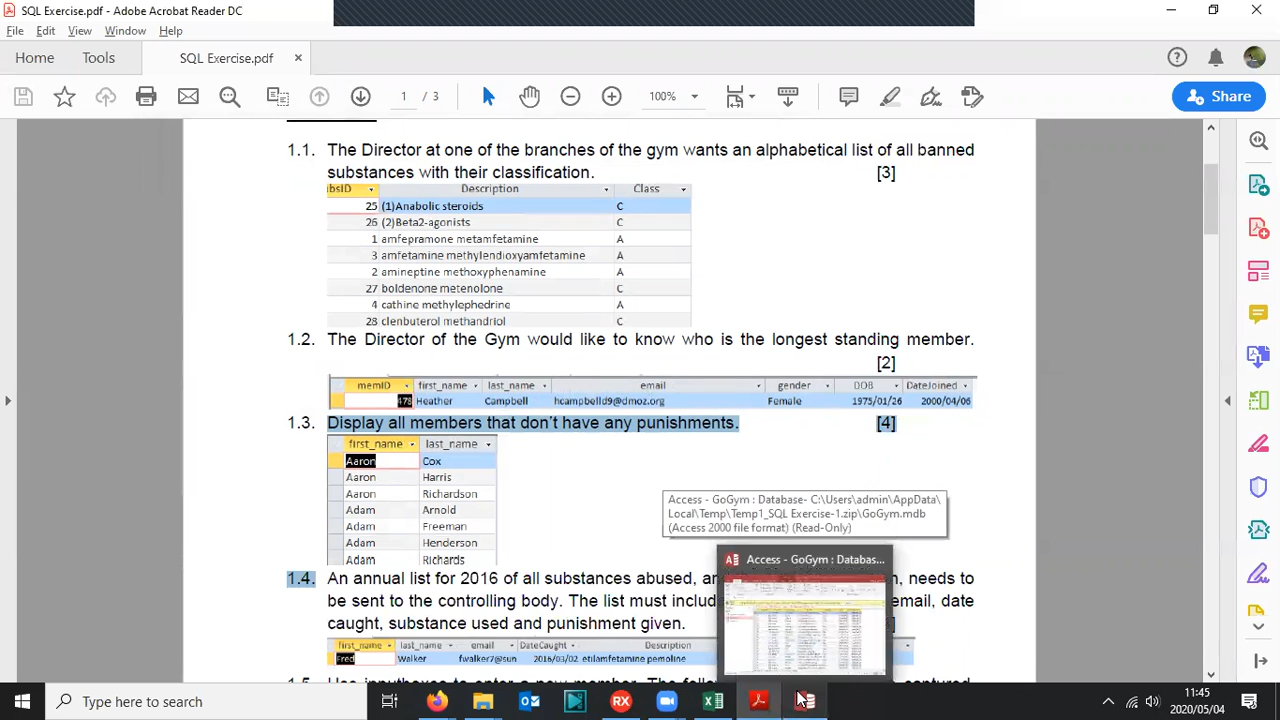 SQL Exercise.pdf - Adobe Acrobat Reader DC
File Edit View Window Help
Home Tools SQL Exercise.pdf ×
1 / 3 100% Share
1.1. The Director at one of the branches of the gym wants an alphabetical list of all banned
substances with their classification. [3]
bsID Description Class
25 (1)Anabolic steroids C
26 (2)Beta2-agonists C
1 amfepramone metamfetamine A
3 amfetamine methylendioxyamfetamine A
2 amineptine methoxyphenamine A
27 boldenone metenolone C
4 cathine methylephedrine A
28 clenbuterol methandriol C
1.2. The Director of the Gym would like to know who is the longest standing member.
[2]
memID first_name last_name email gender DOB DateJoined
478 Heather Campbell hcampbelld9@dmoz.org Female 1975/01/26 2000/04/06
1.3. Display all members that don't have any punishments. [4]
first_name last_name
Aaron Cox
Aaron Harris
Aaron Richardson
Adam Arnold
Adam Freeman
Adam Henderson
Adam Richards
Access - GoGym : Database- C:\Users\admin\AppData\
Local\Temp\Temp1_SQL Exercise-1.zip\GoGym.mdb
(Access 2000 file format) (Read-Only)
Access - GoGym : Databas...
1.4. An annual list for 2016 of all substances abused, an n, needs to
be sent to the controlling body. The list must includ email, date
caught, substance used and punishment given.
first_name last_name email DateCaught Description
Fred Walker fwalker7@sun amfetamine pemoline
Type here to search
11:45
2020/05/04